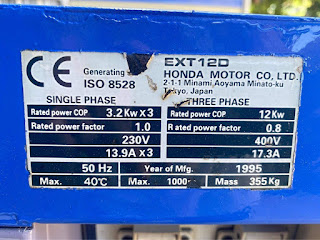 CE
Generating
ISO 8528
EXT12D
HONDA MOTOR CO., LTD.
2-1-1 Minami Aoyama Minato-ku
Tokyo, Japan
SINGLE PHASE THREE PHASE
Rated power COP 3.2Kw x 3 Rated power COP 12Kw
Rated power factor 1.0 Rated power factor 0.8
230V 400V
13.9A x 3 17.3A
50 Hz Year of Mfg. 1995
Max. 40℃ Max. 1000 Mass 355Kg